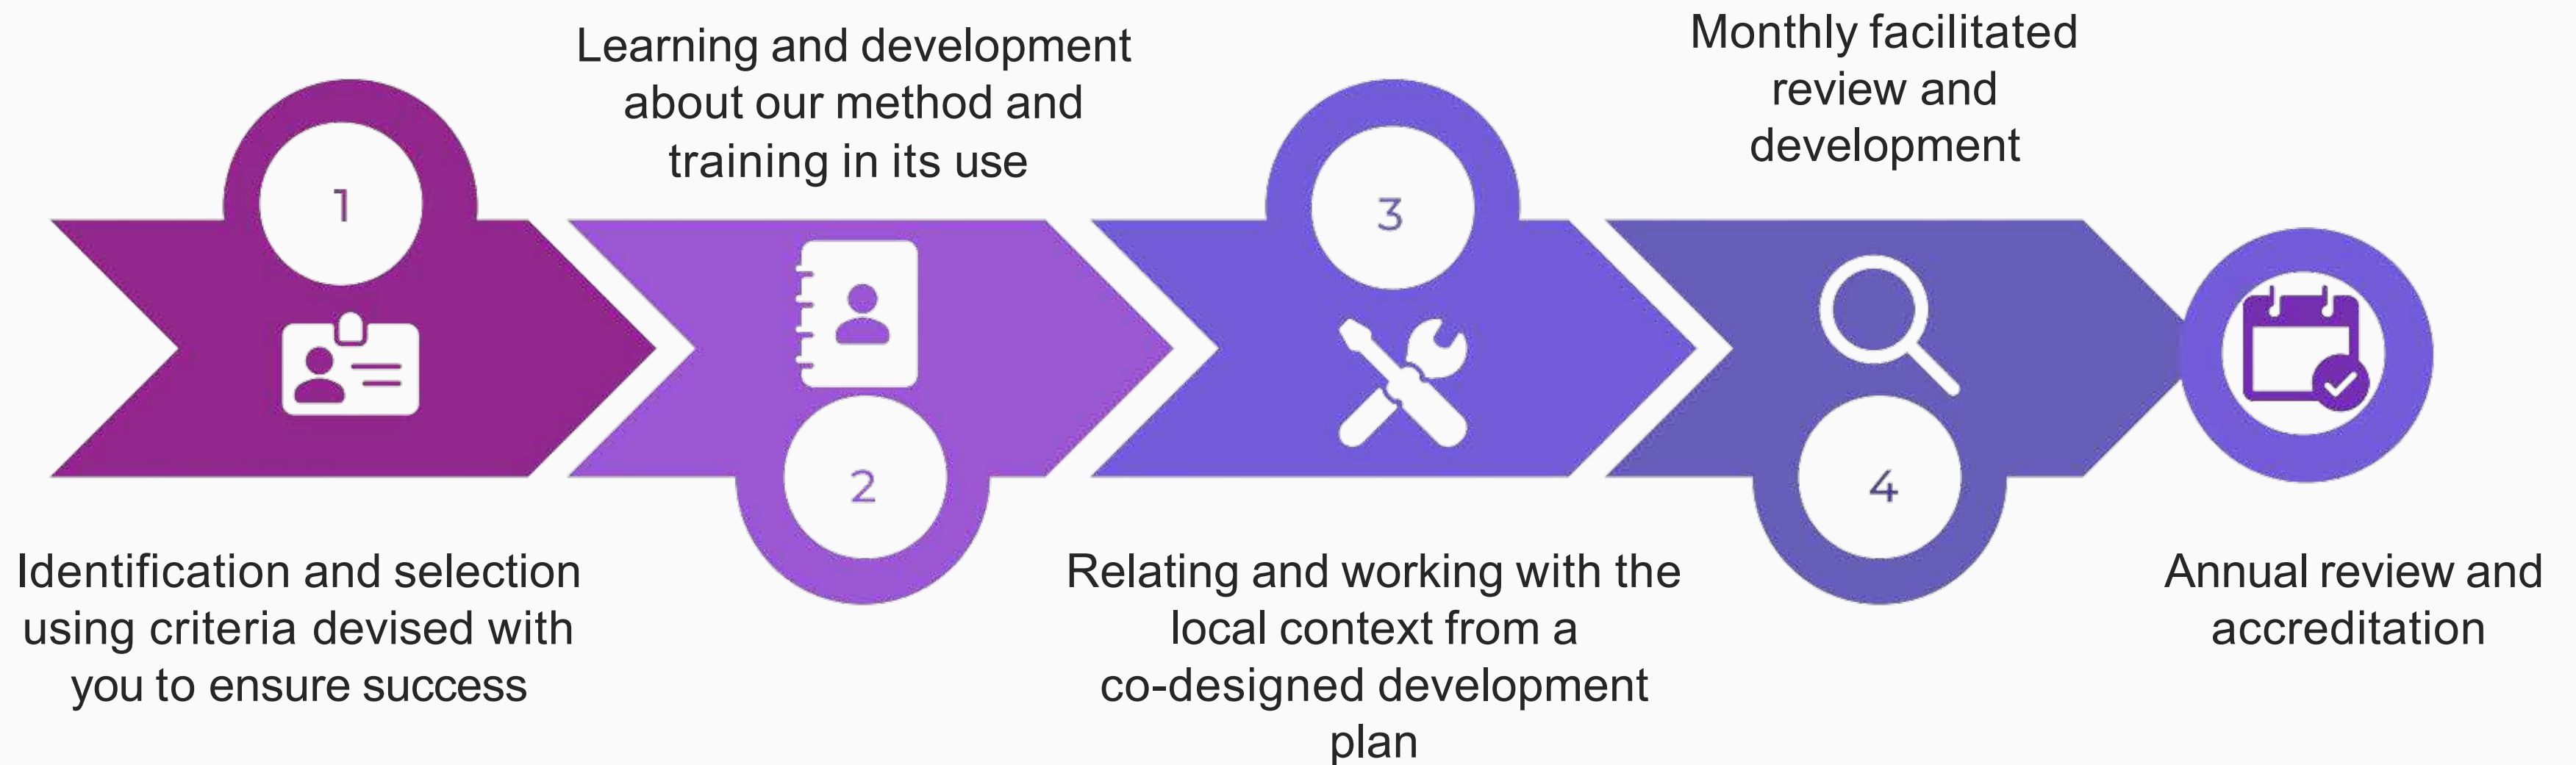 1
Identification and selection
using criteria devised with
you to ensure success
Learning and development
about our method and
training in its use
2
3
Relating and working with the
local context from a
co-designed development
plan
Monthly facilitated
review and
development
4
Annual review and
accreditation